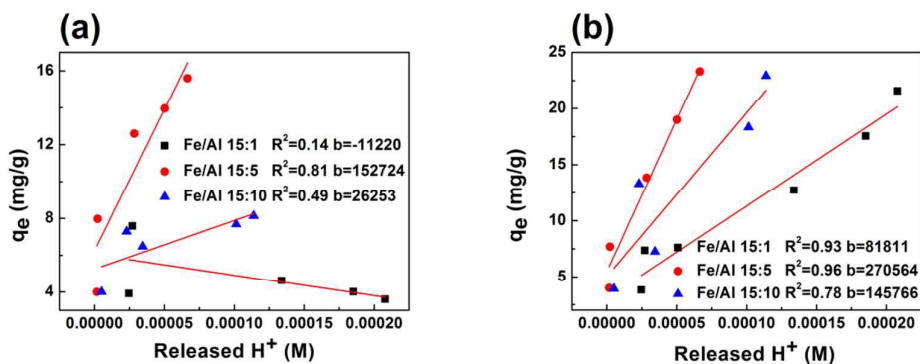 (a)
16
12
8
4
qe (mg/g)
Fe/Al 15:1 R²=0.14 b=-11220
Fe/Al 15:5 R²=0.81 b=152724
Fe/Al 15:10 R²=0.49 b=26253
0.00000 0.00005 0.00010 0.00015 0.00020
Released H⁺ (M)
(b)
25
20
15
10
5
0
qe (mg/g)
Fe/Al 15:1 R²=0.93 b=81811
Fe/Al 15:5 R²=0.96 b=270564
Fe/Al 15:10 R²=0.78 b=145766
0.00000 0.00005 0.00010 0.00015 0.00020
Released H⁺ (M)